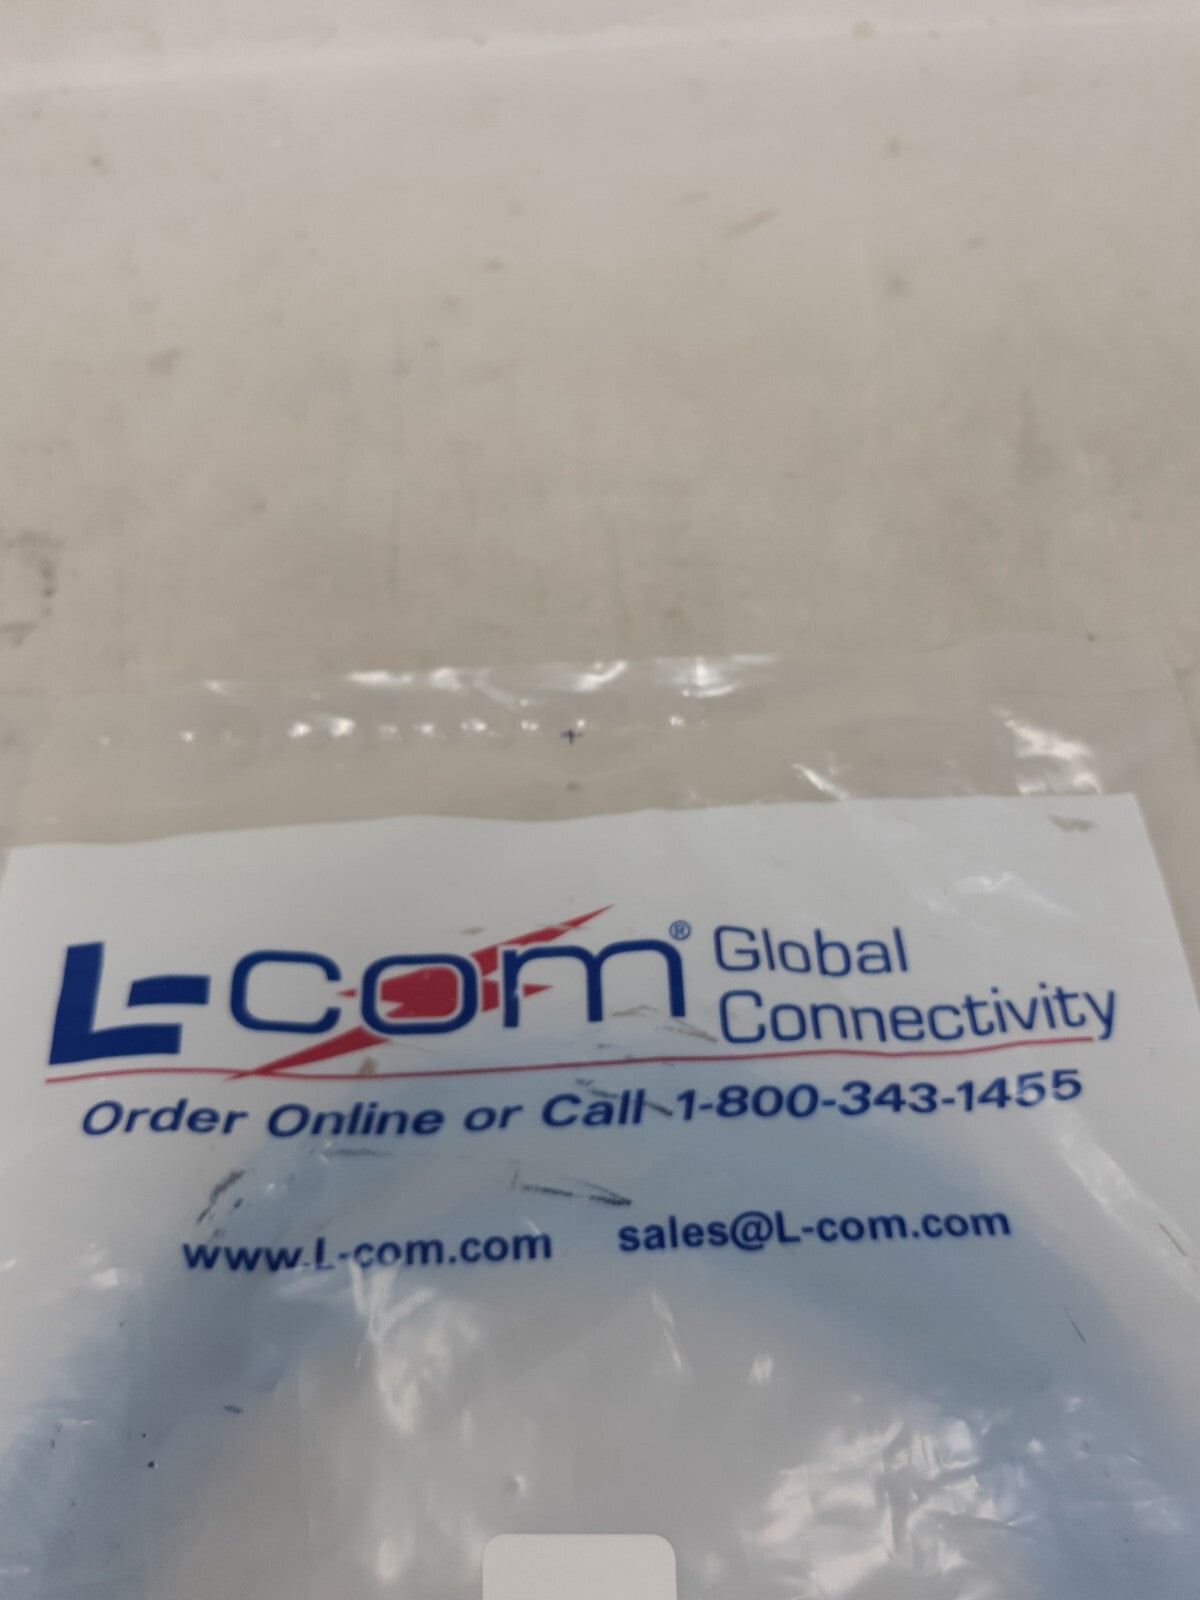 L-com® Global
Connectivity
Order Online or Call 1-800-343-1455
www.L-com.com sales@L-com.com